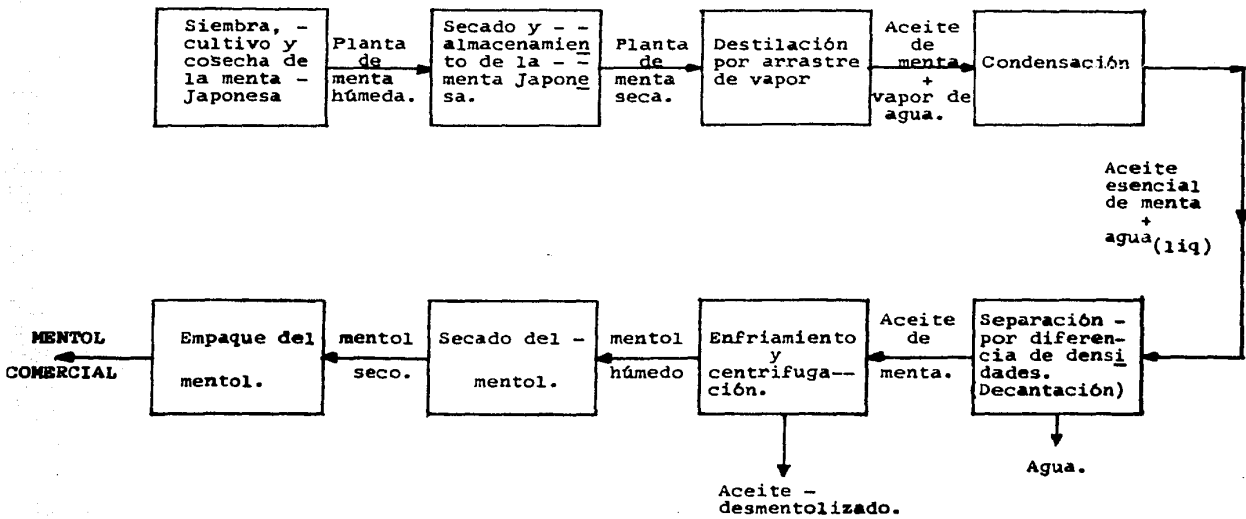 Siembra, -
cultivo y
cosecha de
la menta -
Japonesa
Planta
de
menta
húmeda.
Secado y - -
almacenamien
to de la - -
menta Japone
sa.
Planta
de
menta
seca.
Destilación
por arrastre
de vapor
Aceite
de
menta
+
vapor de
agua.
Condensación
Aceite
esencial
de menta
+
agua(liq)
Separación -
por diferen-
cia de densi
dades.
Decantación)
Agua.
Aceite
de
menta.
Enfriamiento
y
centrifuga--
ción.
Aceite -
desmentolizado.
mentol
húmedo
Secado del -
mentol.
mentol
seco.
Empaque del
mentol.
MENTOL
COMERCIAL